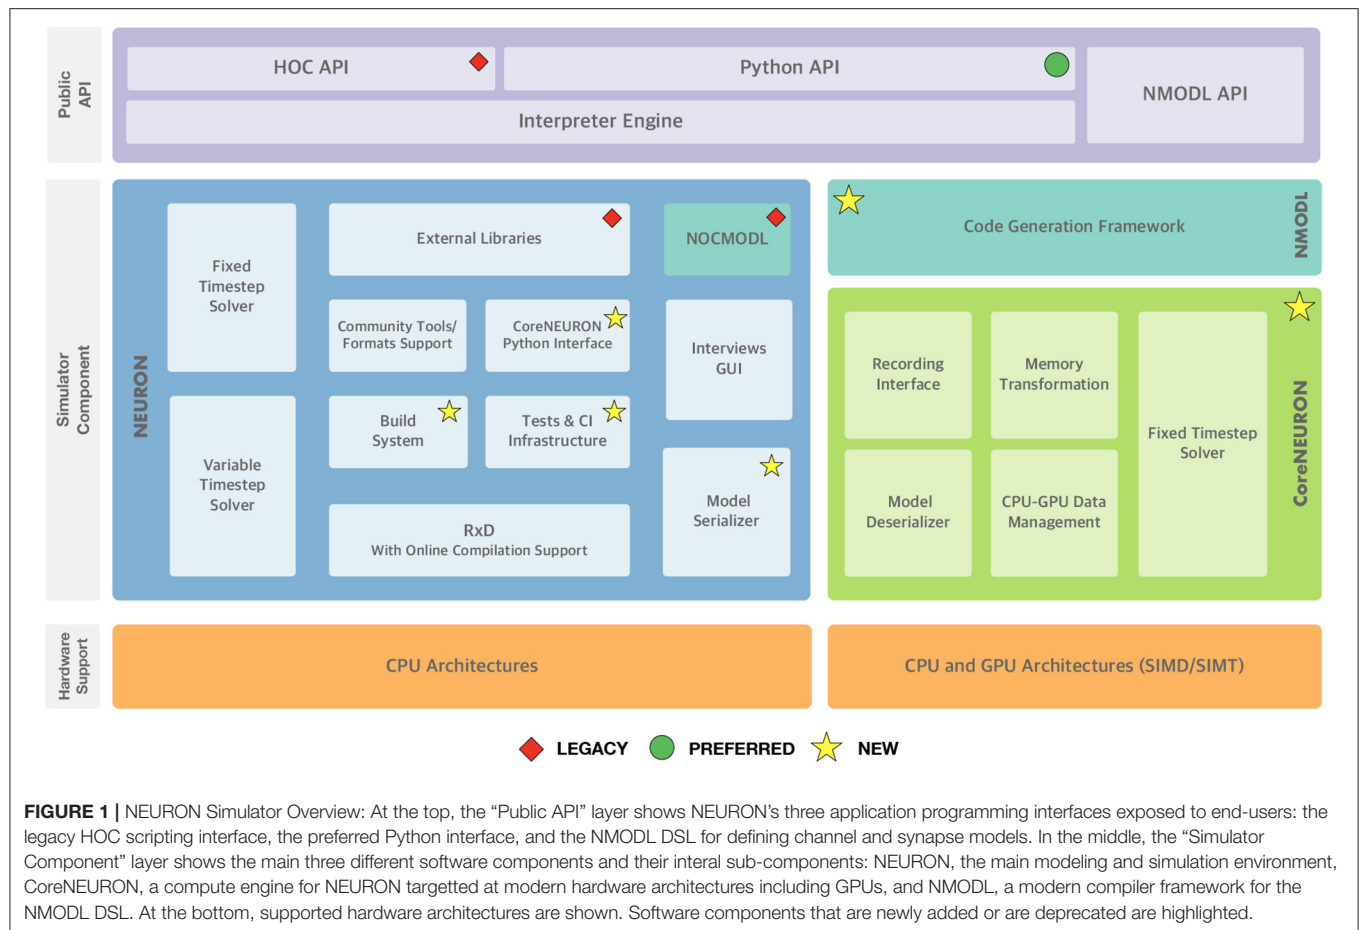 Public
API
HOC API
Python API
Interpreter Engine
NMODL API
Simulator
Component
NEURON
Fixed
Timestep
Solver
Variable
Timestep
Solver
External Libraries
NOCMODL
Community Tools/
Formats Support
CoreNEURON
Python Interface
Interviews
GUI
Build
System
Tests & CI
Infrastructure
Model
Serializer
RxD
With Online Compilation Support
Code Generation Framework
NMODL
Recording
Interface
Memory
Transformation
Model
Deserializer
CPU-GPU Data
Management
Fixed Timestep
Solver
CoreNEURON
Hardware
Support
CPU Architectures
CPU and GPU Architectures (SIMD/SIMT)
LEGACY PREFERRED NEW
FIGURE 1 | NEURON Simulator Overview: At the top, the “Public API” layer shows NEURON’s three application programming interfaces exposed to end-users: the
legacy HOC scripting interface, the preferred Python interface, and the NMODL DSL for defining channel and synapse models. In the middle, the “Simulator
Component” layer shows the main three different software components and their interal sub-components: NEURON, the main modeling and simulation environment,
CoreNEURON, a compute engine for NEURON targetted at modern hardware architectures including GPUs, and NMODL, a modern compiler framework for the
NMODL DSL. At the bottom, supported hardware architectures are shown. Software components that are newly added or are deprecated are highlighted.